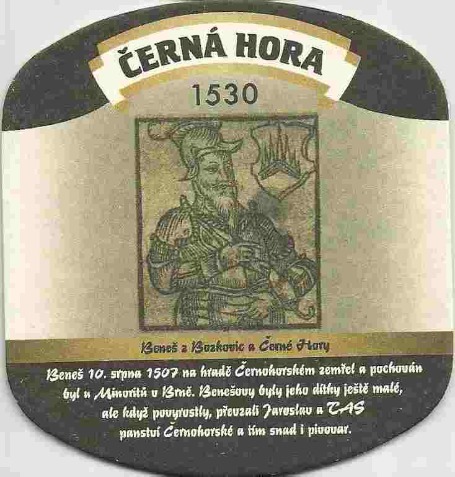 ČERNÁ HORA
1530
Beneš z Bozkovic a Černé Hory
Beneš 10. srpna 1507 na hradě Černohorském zemřel a pochován
byl u Minoritů v Brně. Benešovy byly jeho dítky ještě malé,
ale když povyrostly, převzali Jaroslav a TAS
panství Černohorské a tím snad i pivovar.